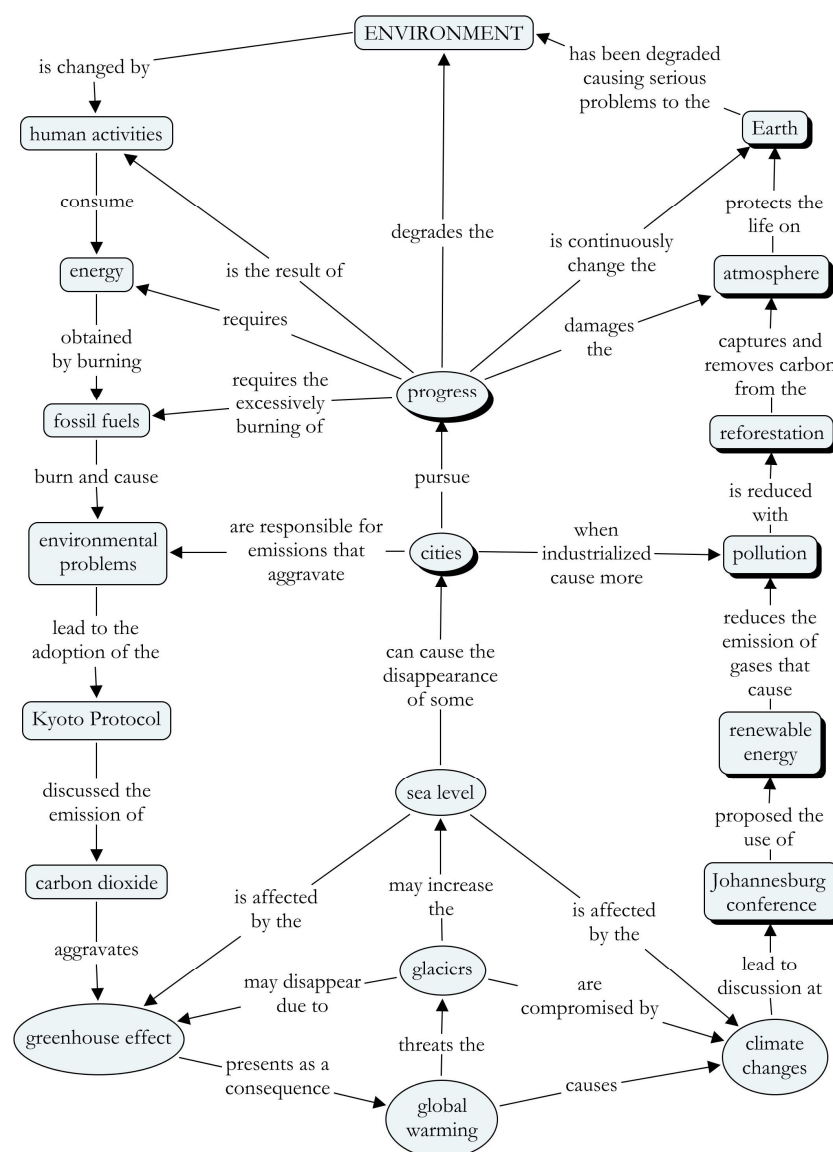 ENVIRONMENT
is changed by
has been degraded
causing serious
problems to the
human activities
Earth
consume
degrades the
protects the
life on
is the result of
is continuously
change the
energy
atmosphere
requires
damages
the
obtained
by burning
captures and
removes carbon
from the
requires the
excessively
burning of
progress
fossil fuels
reforestation
burn and cause
pursue
is reduced
with
environmental
problems
are responsible for
emissions that
aggravate
cities
when
industrialized
cause more
pollution
lead to the
adoption of the
can cause the
disappearance
of some
reduces the
emission of
gases that
cause
Kyoto Protocol
renewable
energy
discussed the
emission of
sea level
proposed the
use of
carbon dioxide
is affected
by the
may increase
the
is affected
by the
Johannesburg
conference
aggravates
glaciers
lead to
discussion at
may disappear
due to
are
compromised by
greenhouse effect
threats the
climate
changes
presents as a
consequence
causes
global
warming